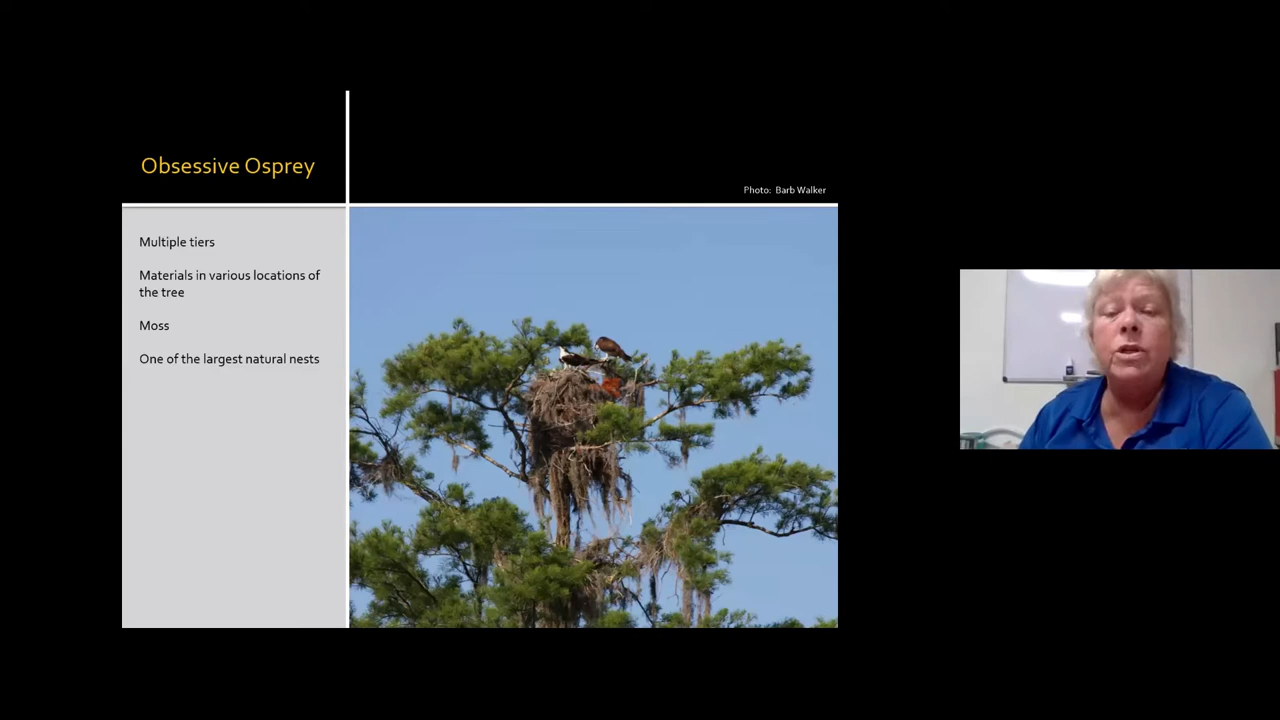 Obsessive Osprey
Photo: Barb Walker
Multiple tiers
Materials in various locations of
the tree
Moss
One of the largest natural nests